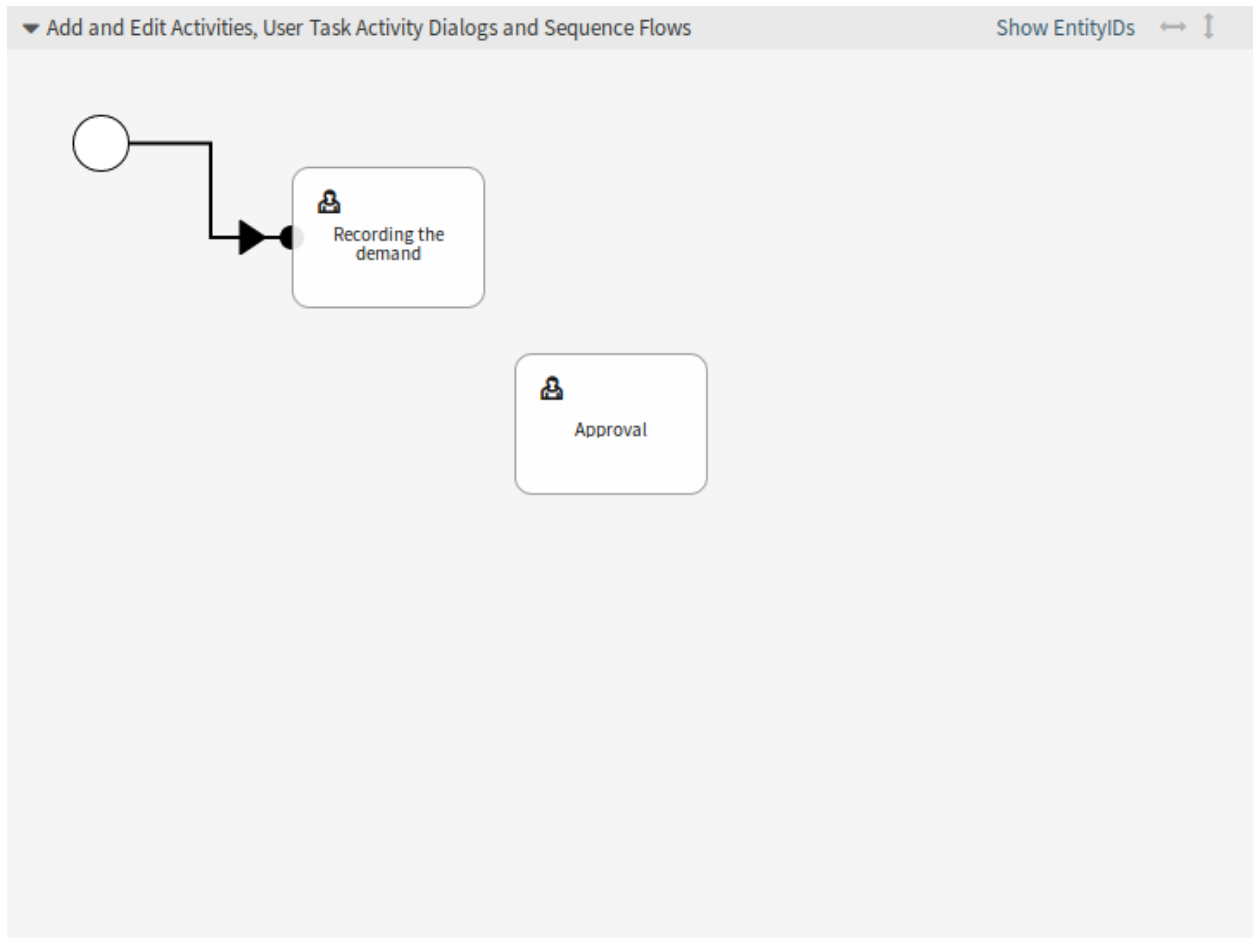 Add and Edit Activities, User Task Activity Dialogs and Sequence Flows
Show EntityIDs
Recording the
demand
Approval